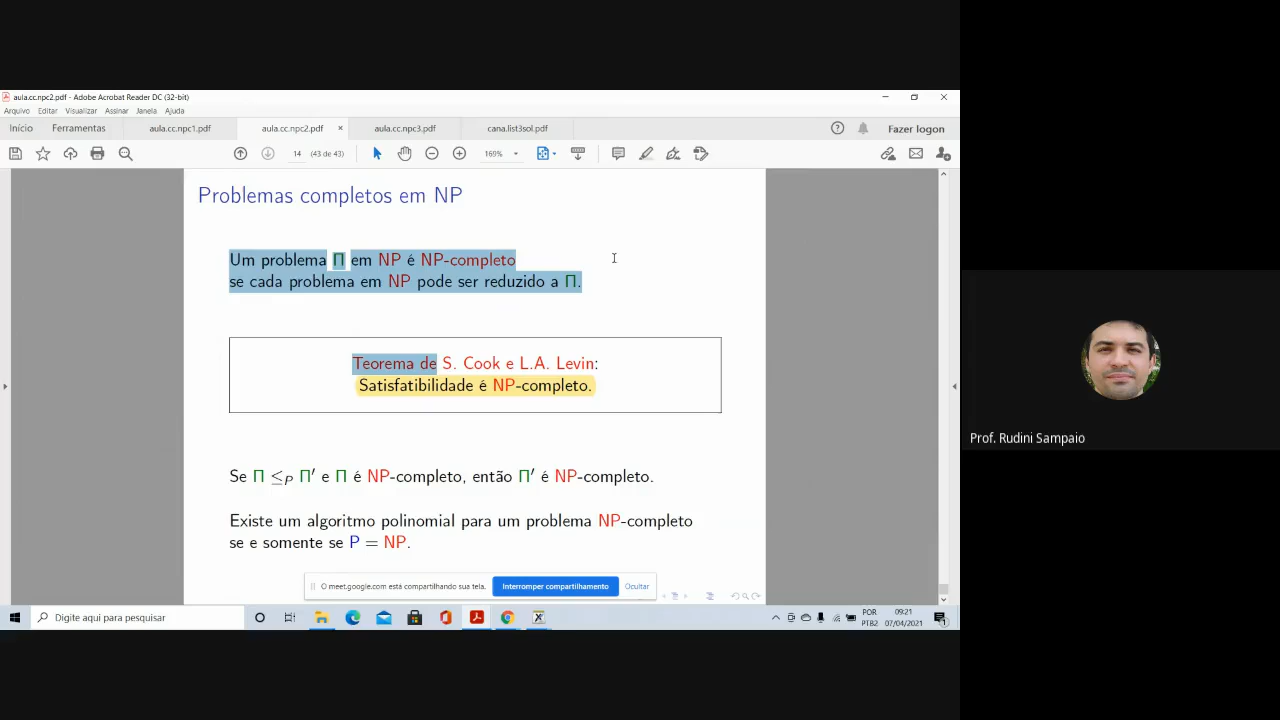 aula.cc.npc2.pdf - Adobe Acrobat Reader DC (32-bit)
Arquivo Editar Visualizar Assinar Janela Ajuda
Início Ferramentas aula.cc.npc1.pdf aula.cc.npc2.pdf × aula.cc.npc3.pdf cana.list3sol.pdf Fazer logon
14 (43 de 43) 169%
Problemas completos em NP
Um problema Π em NP é NP-completo
se cada problema em NP pode ser reduzido a Π.
Teorema de S. Cook e L.A. Levin:
Satisfatibilidade é NP-completo.
Se Π ≤P Π′ e Π é NP-completo, então Π′ é NP-completo.
Existe um algoritmo polinomial para um problema NP-completo
se e somente se P = NP.
O meet.google.com está compartilhando sua tela. Interromper compartilhamento Ocultar
Digite aqui para pesquisar
POR 09:21
PTB2 07/04/2021
Prof. Rudini Sampaio